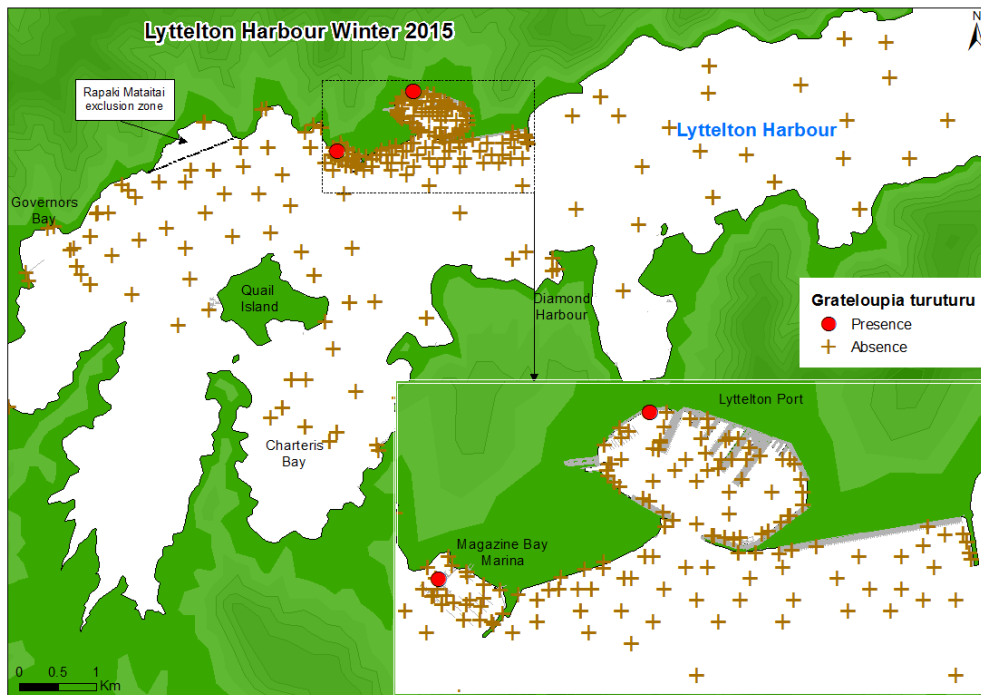 Lyttelton Harbour Winter 2015
N
Rapaki Mataitai
exclusion zone
Lyttelton Harbour
Governors
Bay
Quail
Island
Diamond
Harbour
Grateloupia turuturu
Presence
Absence
Lyttelton Port
Charteris
Bay
Magazine Bay
Marina
0 0.5 1
Km